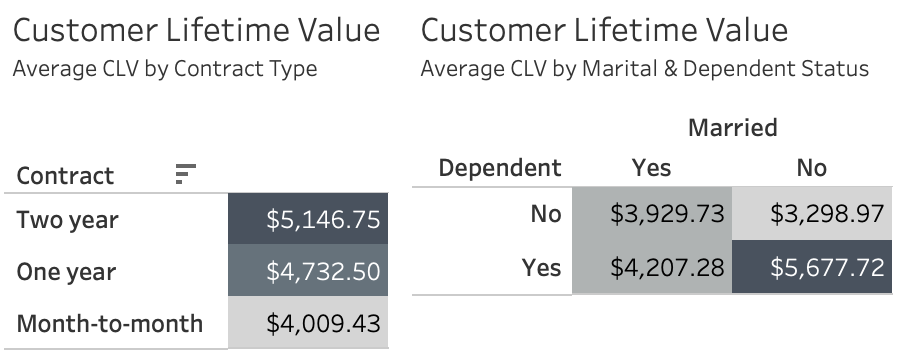 Customer Lifetime Value
Average CLV by Contract Type
Contract
Two year $5,146.75
One year $4,732.50
Month-to-month $4,009.43
Customer Lifetime Value
Average CLV by Marital & Dependent Status
Married
Dependent Yes No
No $3,929.73 $3,298.97
Yes $4,207.28 $5,677.72